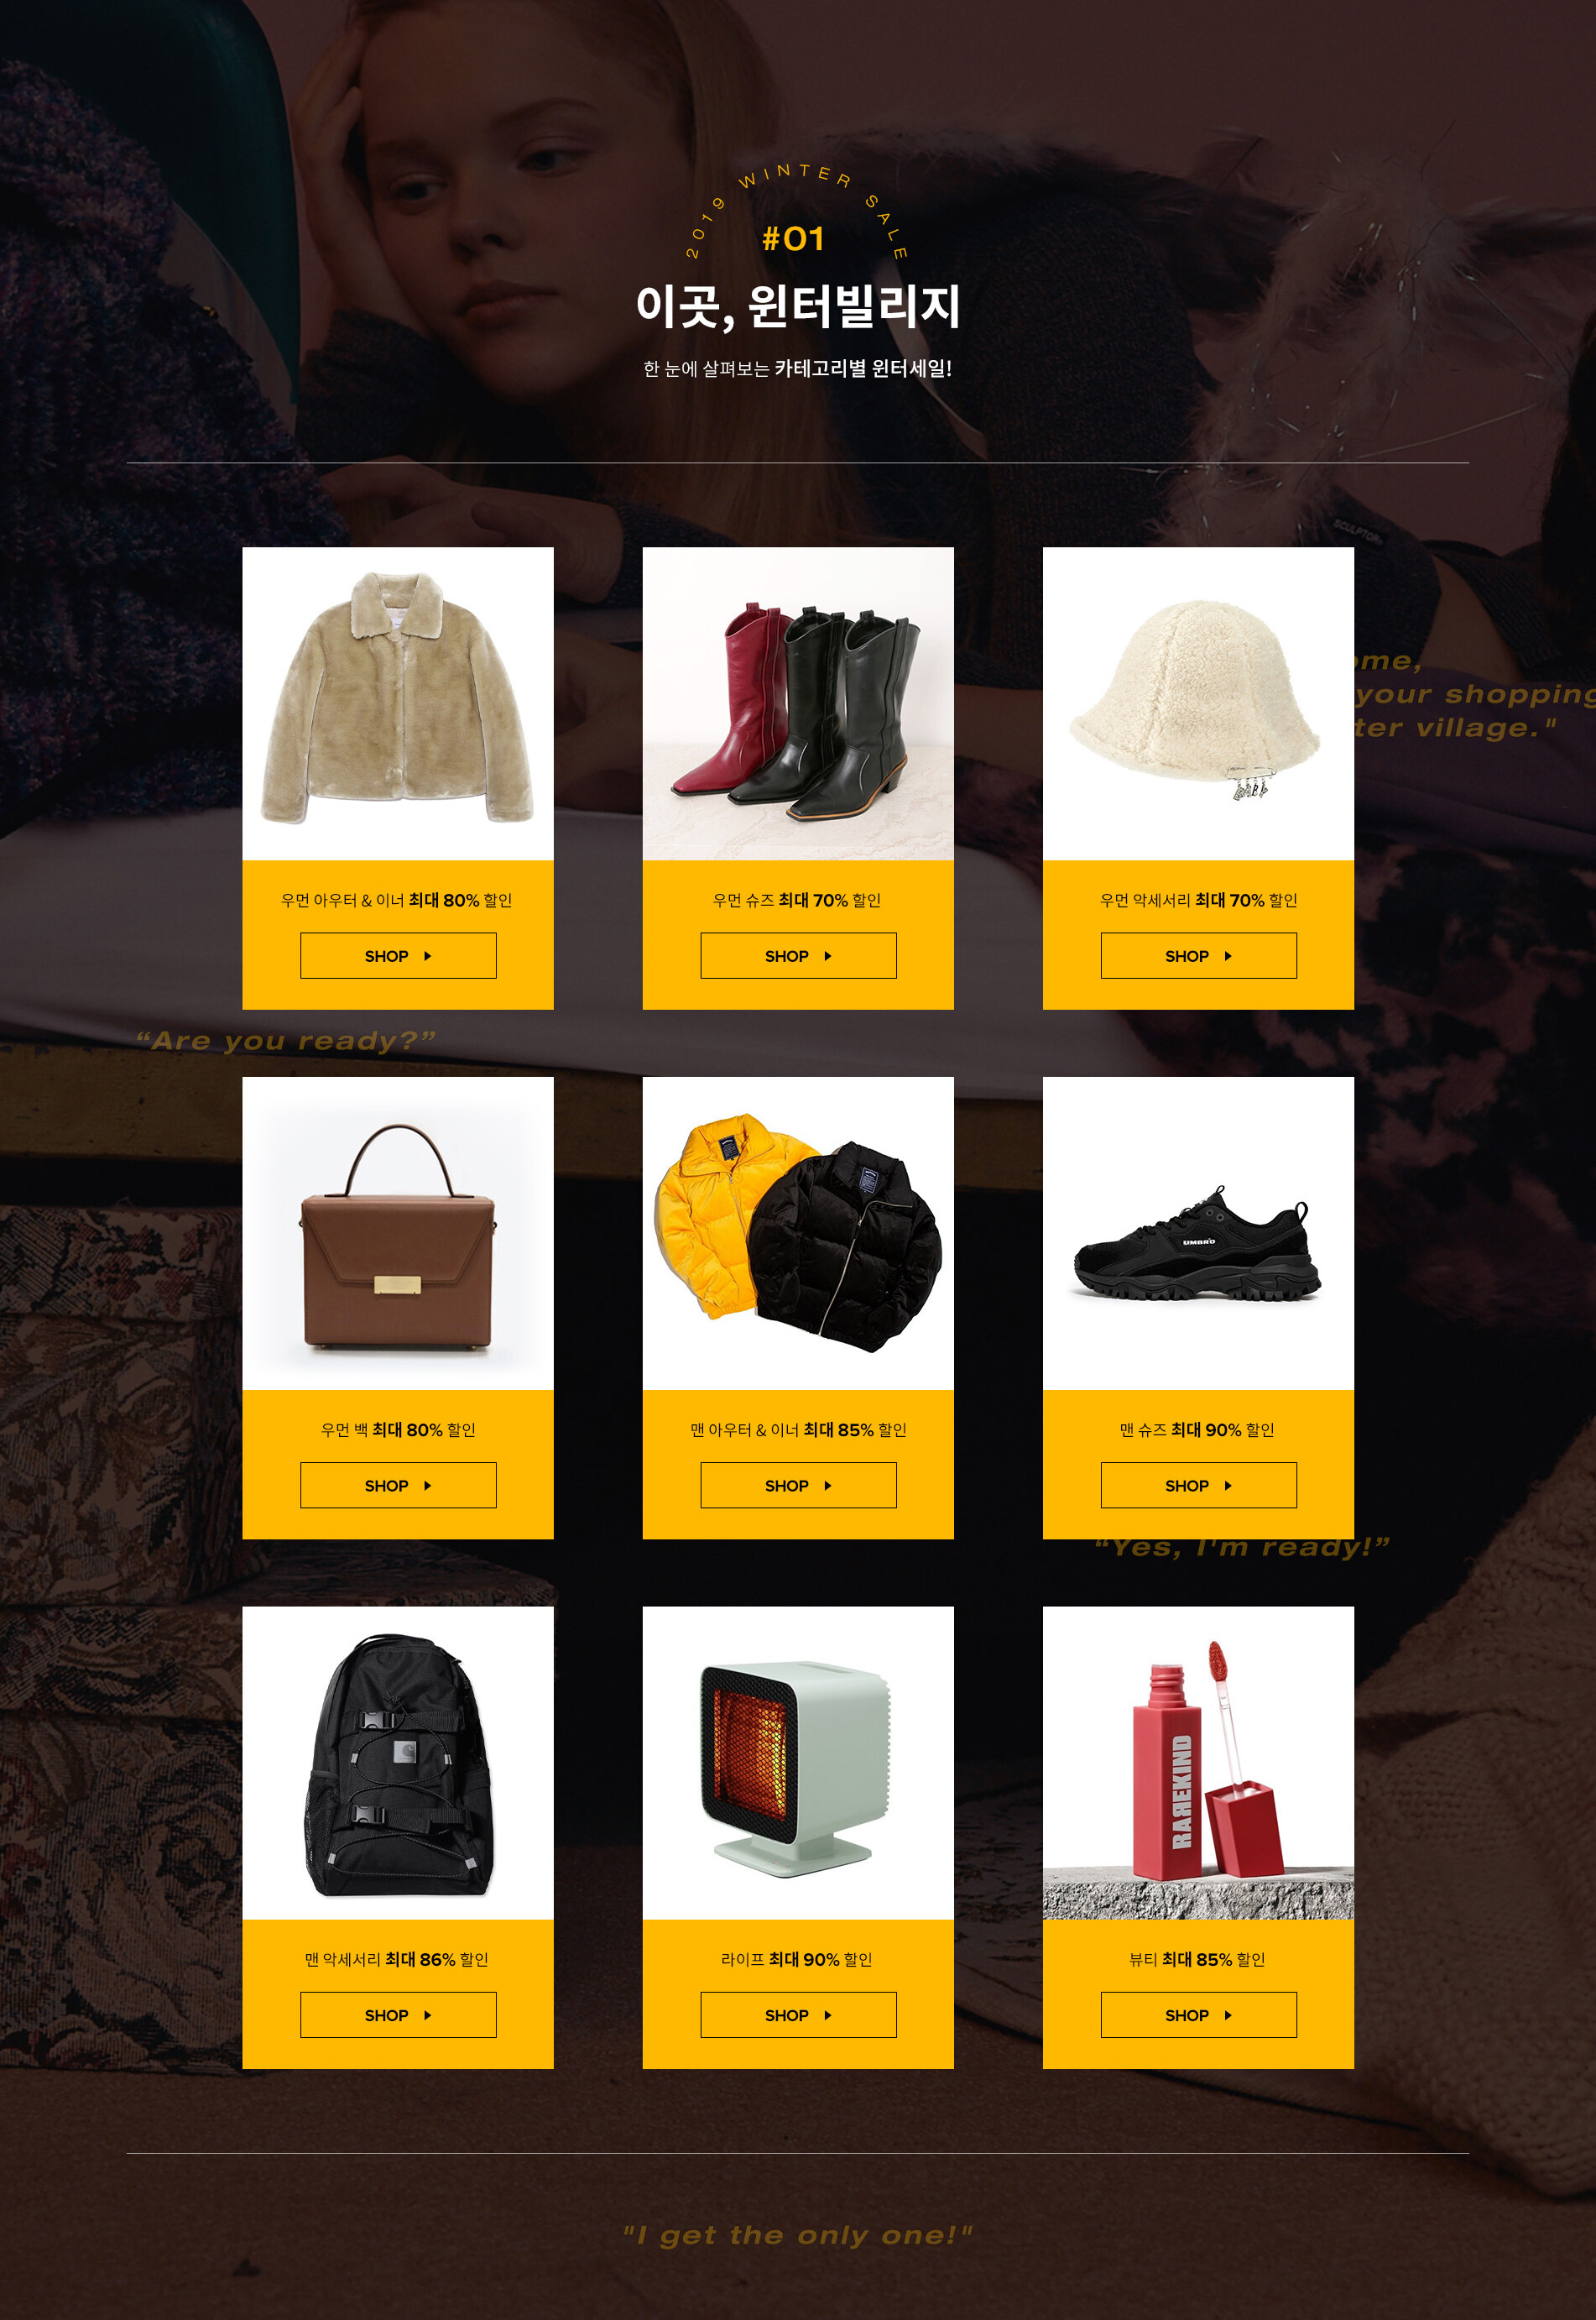 2019 WINTER SALE
#01
이곳, 윈터빌리지
한 눈에 살펴보는 카테고리별 윈터세일!
SCULPTOR
ome,
your shopping
ter village."
우먼 아우터 & 이너 최대 80% 할인
우먼 슈즈 최대 70% 할인
우먼 악세서리 최대 70% 할인
SHOP
SHOP
SHOP
“Are you ready?”
UMBRO
우먼 백 최대 80% 할인
맨 아우터 & 이너 최대 85% 할인
맨 슈즈 최대 90% 할인
SHOP
SHOP
SHOP
“Yes, I'm ready!”
RAREKIND
맨 악세서리 최대 86% 할인
라이프 최대 90% 할인
뷰티 최대 85% 할인
SHOP
SHOP
SHOP
"I get the only one!"